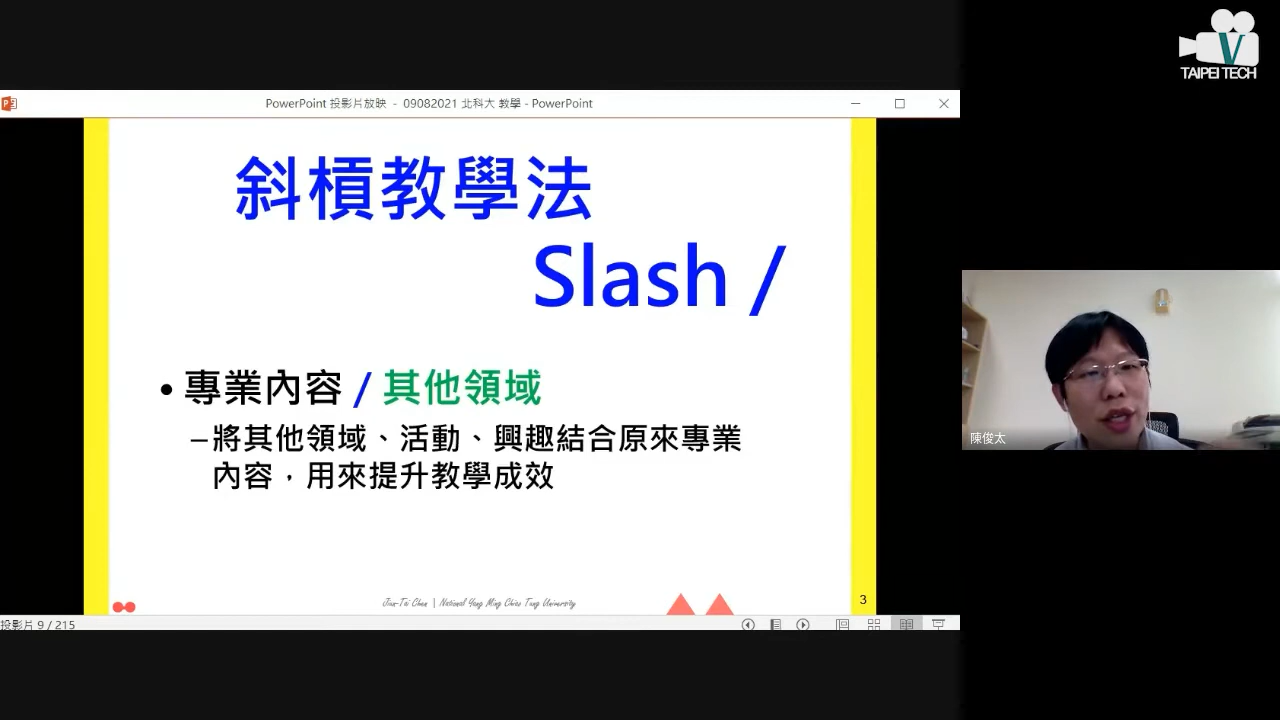 TAIPEI TECH
PowerPoint 投影片放映 - 09082021 北科大 教學 - PowerPoint
斜槓教學法
Slash /
• 專業內容 / 其他領域
–將其他領域、活動、興趣結合原來專業
內容，用來提升教學成效
陳俊太
Jiun-Tai Chen | National Yang Ming Chiao Tung University
3
投影片 9 / 215